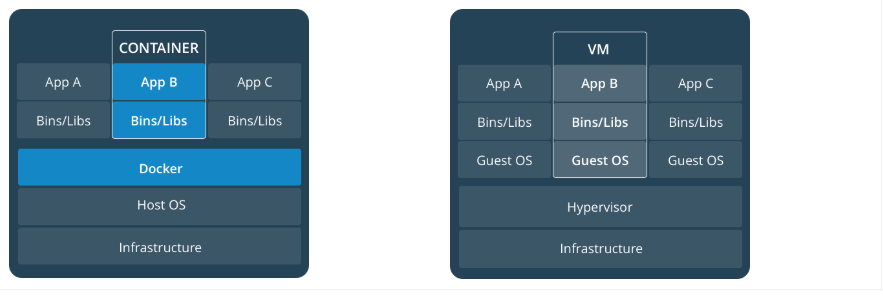 CONTAINER
App A App B App C
Bins/Libs Bins/Libs Bins/Libs
Docker
Host OS
Infrastructure
VM
App A App B App C
Bins/Libs Bins/Libs Bins/Libs
Guest OS Guest OS Guest OS
Hypervisor
Infrastructure